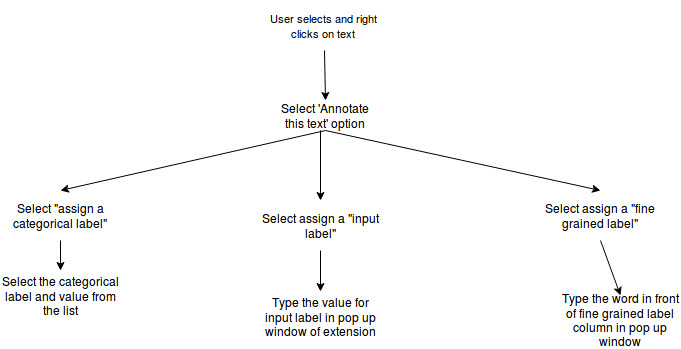 User selects and right
clicks on text
Select 'Annotate
this text' option
Select "assign a
categorical label"
Select the categorical
label and value from
the list
Select assign a "input
label"
Type the value for
input label in pop up
window of extension
Select assign a "fine
grained label"
Type the word in front
of fine grained label
column in pop up
window